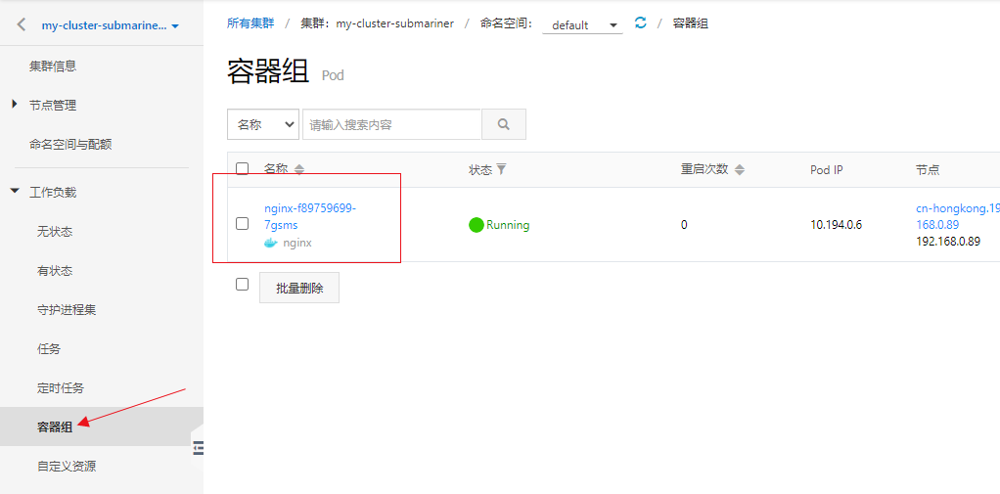 my-cluster-submarine...
所有集群 / 集群：my-cluster-submariner / 命名空间： default / 容器组
集群信息
节点管理
命名空间与配额
工作负载
无状态
有状态
守护进程集
任务
定时任务
容器组
自定义资源
容器组 Pod
名称 请输入搜索内容
名称 状态 重启次数 Pod IP 节点
nginx-f89759699-
7gsms
nginx
Running
0
10.194.0.6
cn-hongkong.19
168.0.89
192.168.0.89
批量删除